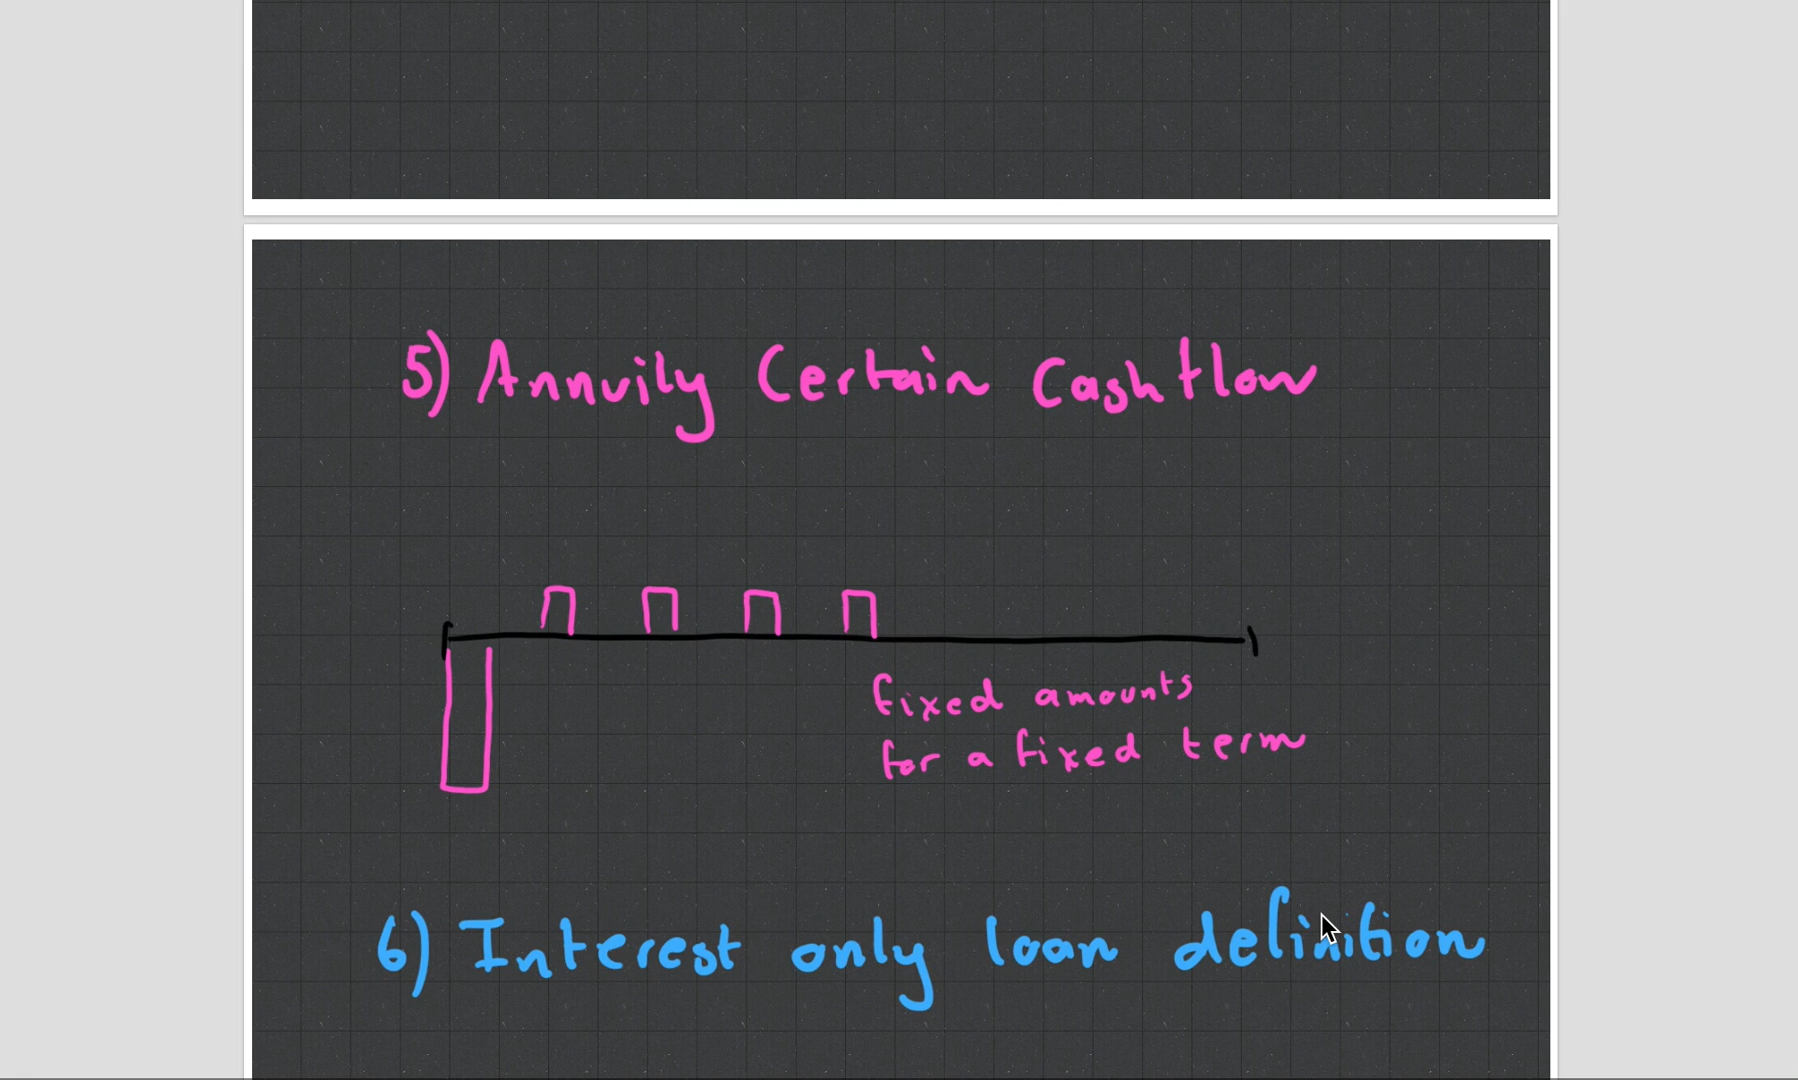 5) Annuity Certain Cashflow
fixed amounts
for a fixed term
6) Interest only loan definition